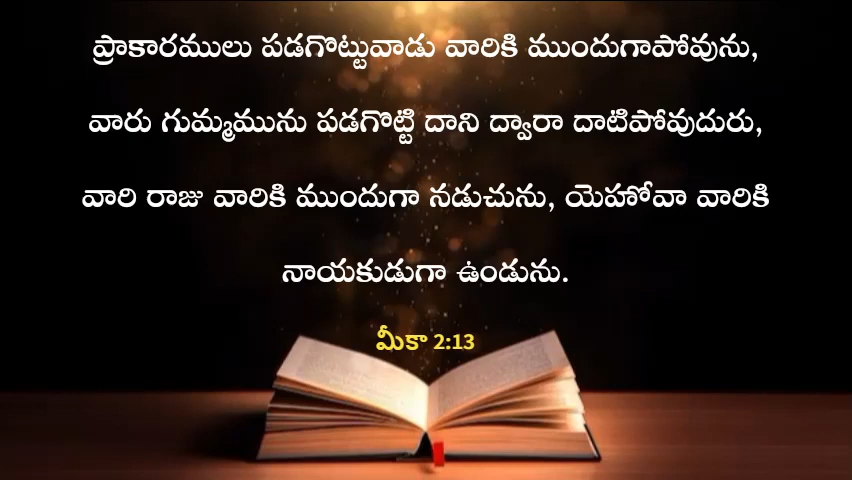 ప్రాకారములు పడగొట్టువాడు వారికి ముందుగాపోవును,
వారు గుమ్మమును పడగొట్టి దాని ద్వారా దాటిపోవుదురు,
వారి రాజు వారికి ముందుగా నడుచును, యెహోవా వారికి
నాయకుడుగా ఉండును.
మీకా 2:13